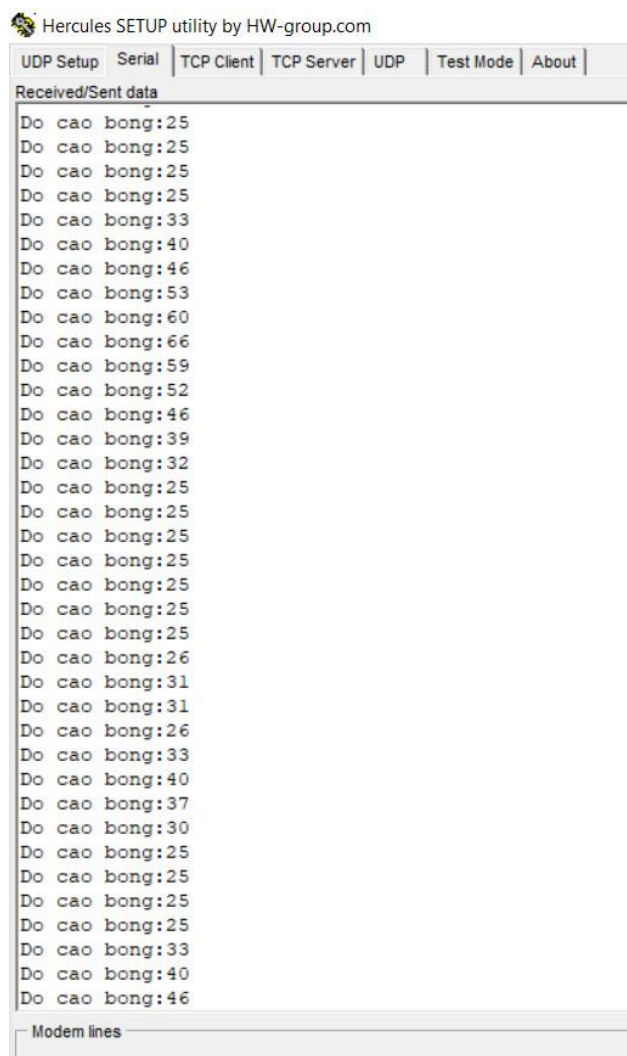 Hercules SETUP utility by HW-group.com
UDP Setup Serial TCP Client TCP Server UDP Test Mode About
Received/Sent data
Do cao bong:25
Do cao bong:25
Do cao bong:25
Do cao bong:25
Do cao bong:33
Do cao bong:40
Do cao bong:46
Do cao bong:53
Do cao bong:60
Do cao bong:66
Do cao bong:59
Do cao bong:52
Do cao bong:46
Do cao bong:39
Do cao bong:32
Do cao bong:25
Do cao bong:25
Do cao bong:25
Do cao bong:25
Do cao bong:25
Do cao bong:25
Do cao bong:25
Do cao bong:26
Do cao bong:31
Do cao bong:31
Do cao bong:26
Do cao bong:33
Do cao bong:40
Do cao bong:37
Do cao bong:30
Do cao bong:25
Do cao bong:25
Do cao bong:25
Do cao bong:25
Do cao bong:33
Do cao bong:40
Do cao bong:46
Modem lines